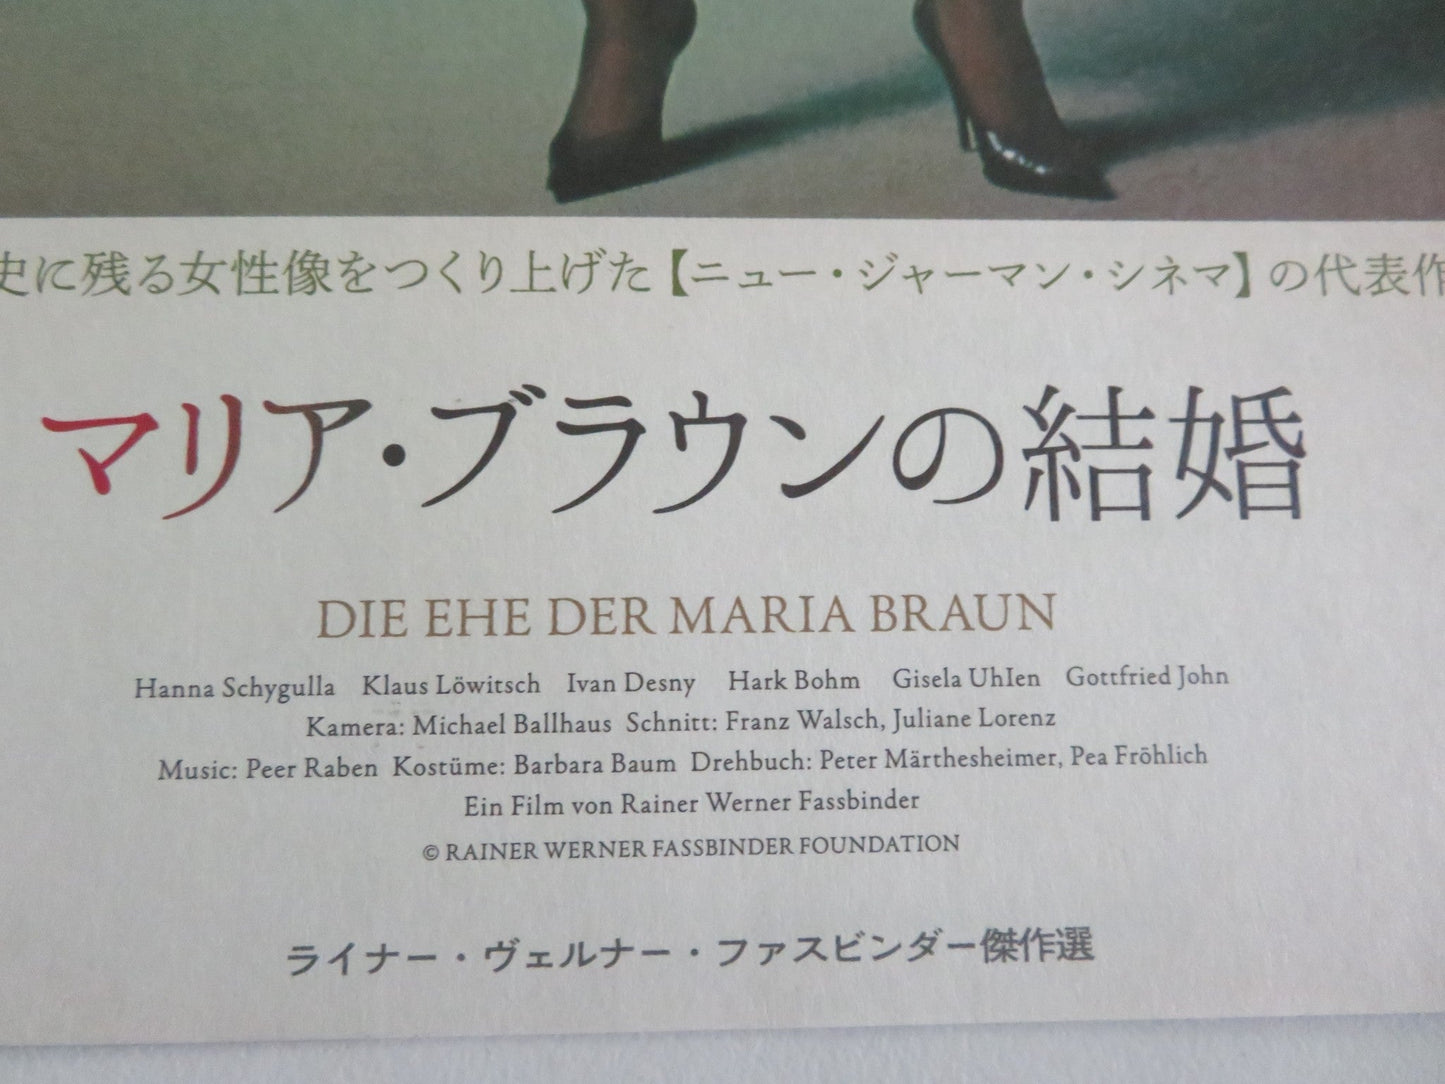 史に残る女性像をつくり上げた【ニュー・ジャーマン・シネマ】の代表作
マリア・ブラウンの結婚
DIE EHE DER MARIA BRAUN
Hanna Schygulla Klaus Löwitsch Ivan Desny Hark Bohm Gisela Uhlen Gottfried John
Kamera: Michael Ballhaus Schnitt: Franz Walsch, Juliane Lorenz
Music: Peer Raben Kostüme: Barbara Baum Drehbuch: Peter Märthesheimer, Pea Fröhlich
Ein Film von Rainer Werner Fassbinder
© RAINER WERNER FASSBINDER FOUNDATION
ライナー・ヴェルナー・ファスビンダー傑作選